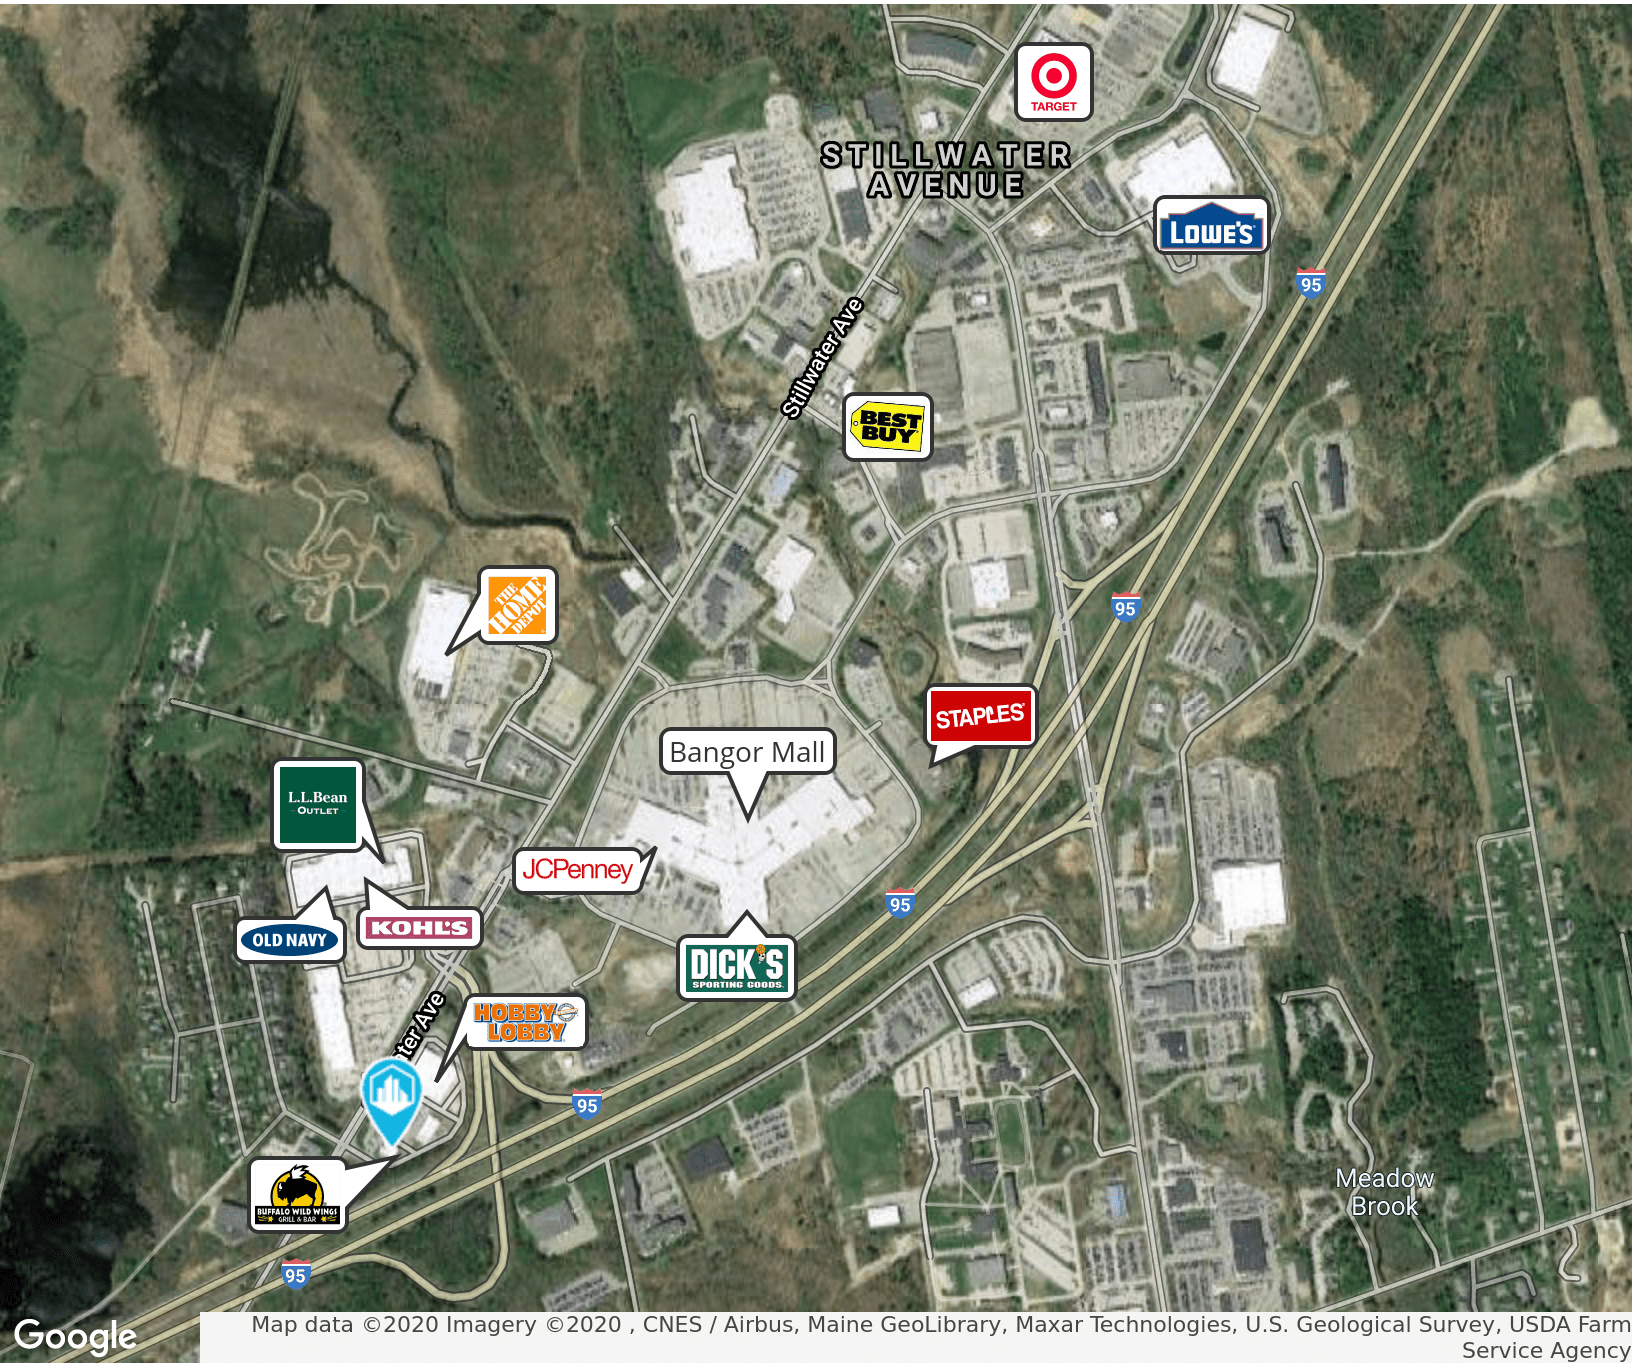 TARGET
STILLWATER
AVENUE
LOWE'S
95
Stillwater Ave
BEST
BUY
THE
HOME
DEPOT
95
STAPLES
Bangor Mall
L.L.Bean
OUTLET
JCPenney
95
OLD NAVY
KOHL'S
DICK'S
SPORTING GOODS
HOBBY
LOBBY
ter Ave
95
BUFFALO WILD WINGS
GRILL & BAR
Meadow
Brook
95
Google
Map data ©2020 Imagery ©2020 , CNES / Airbus, Maine GeoLibrary, Maxar Technologies, U.S. Geological Survey, USDA Farm
Service Agency